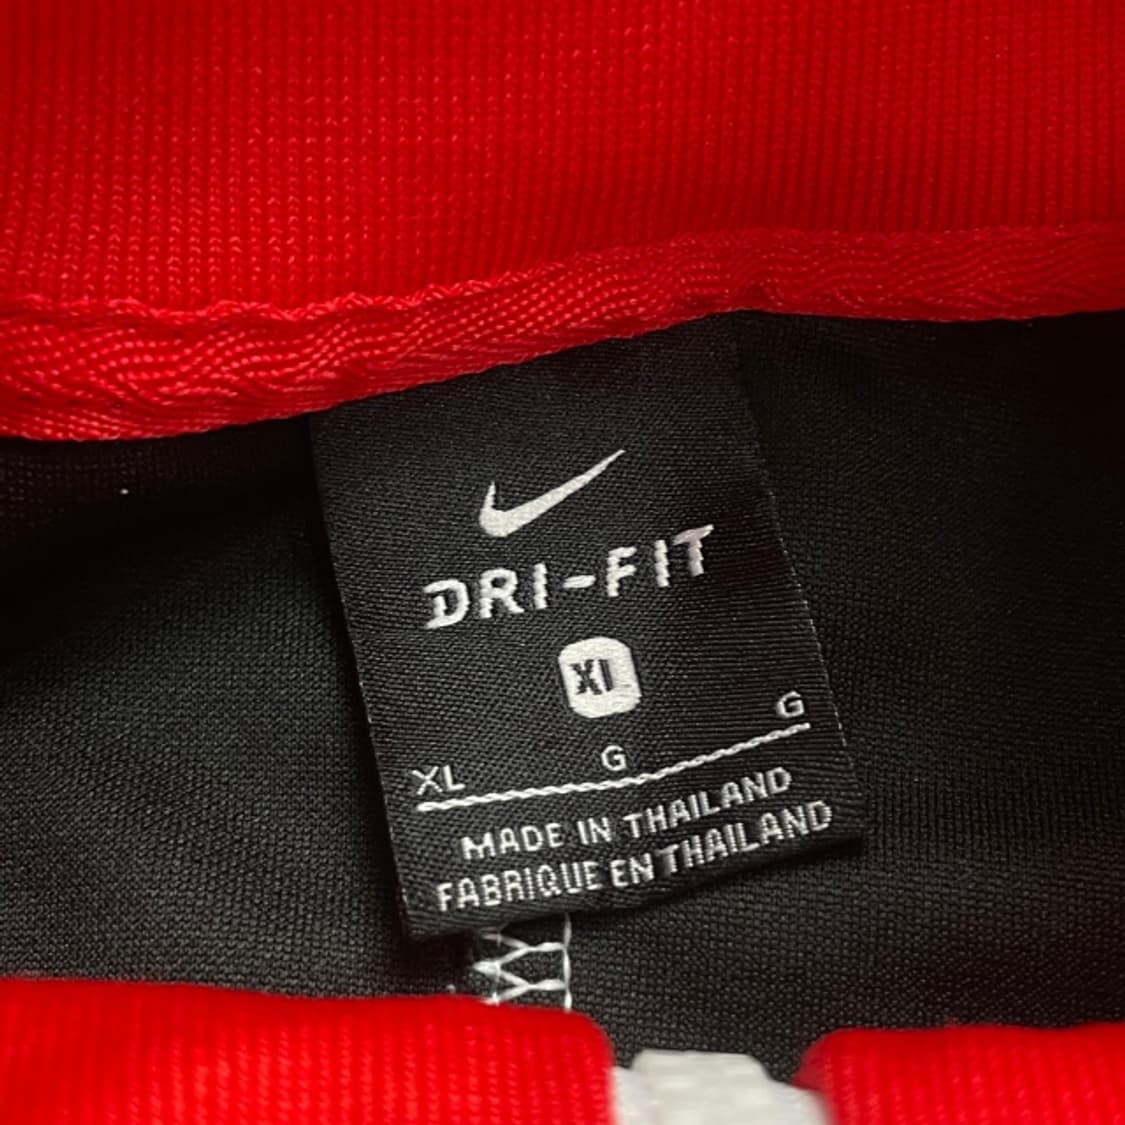 DRI-FIT
XL
XL G G
MADE IN THAILAND
FABRIQUE EN THAILAND